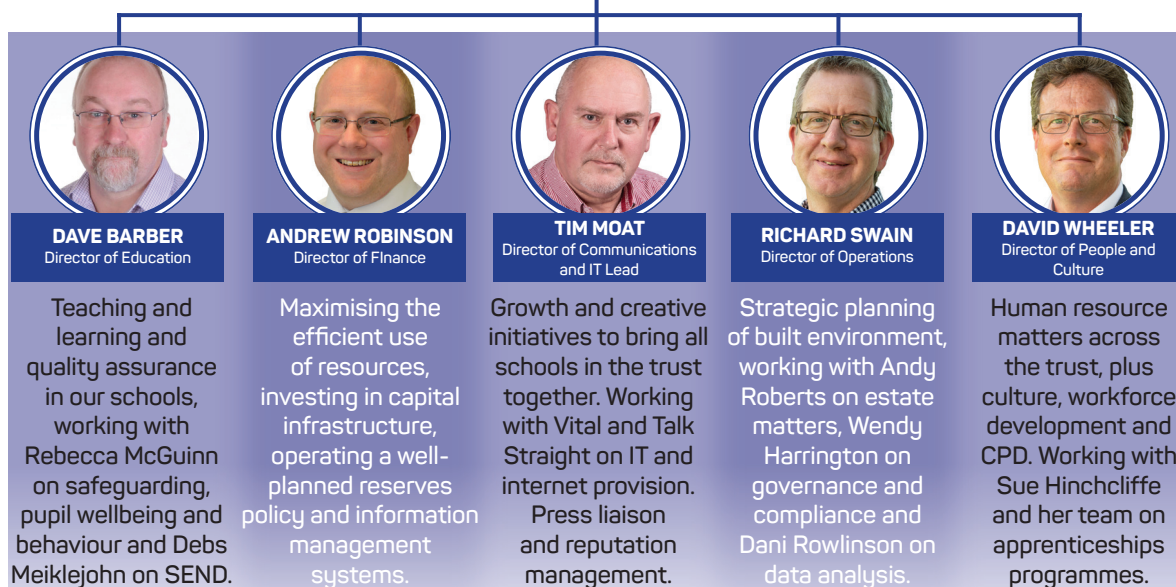 DAVE BARBER
Director of Education
Teaching and
learning and
quality assurance
in our schools,
working with
Rebecca McGuinn
on safeguarding,
pupil wellbeing and
behaviour and Debs
Meiklejohn on SEND.
ANDREW ROBINSON
Director of FInance
Maximising the
efficient use
of resources,
investing in capital
infrastructure,
operating a well-
planned reserves
policy and information
management
systems.
TIM MOAT
Director of Communications
and IT Lead
Growth and creative
initiatives to bring all
schools in the trust
together. Working
with Vital and Talk
Straight on IT and
internet provision.
Press liaison
and reputation
management.
RICHARD SWAIN
Director of Operations
Strategic planning
of built environment,
working with Andy
Roberts on estate
matters, Wendy
Harrington on
governance and
compliance and
Dani Rowlinson on
data analysis.
DAVID WHEELER
Director of People and
Culture
Human resource
matters across
the trust, plus
culture, workforce
development and
CPD. Working with
Sue Hinchcliffe
and her team on
apprenticeships
programmes.